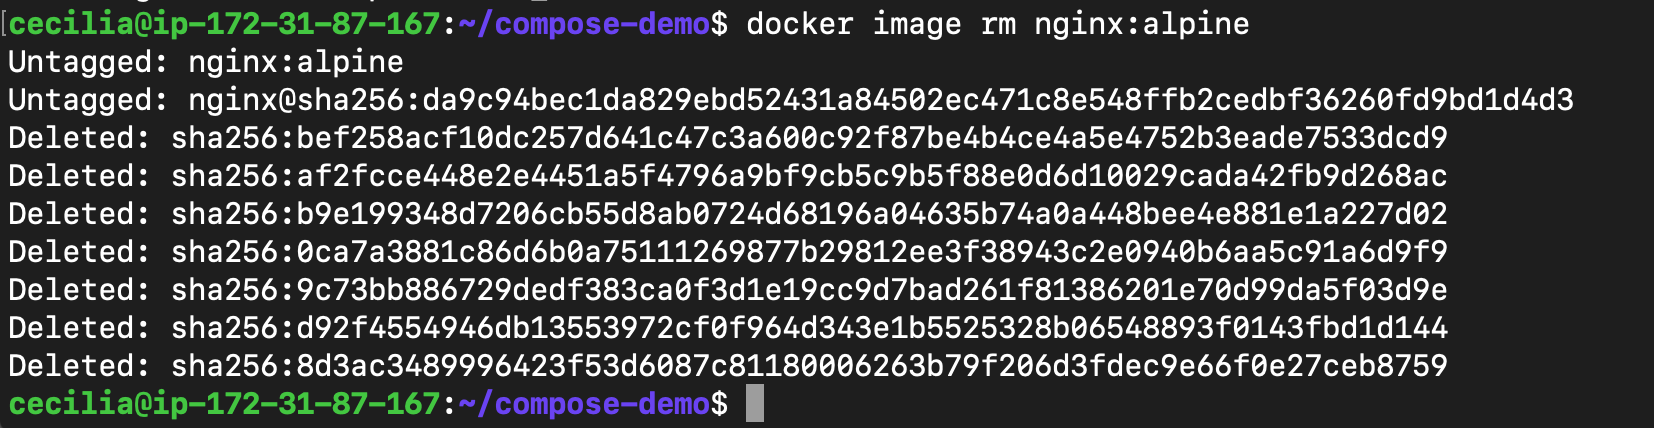 cecilia@ip-172-31-87-167:~/compose-demo$ docker image rm nginx:alpine
Untagged: nginx:alpine
Untagged: nginx@sha256:da9c94bec1da829ebd52431a84502ec471c8e548ffb2cedbf36260fd9bd1d4d3
Deleted: sha256:bef258acf10dc257d641c47c3a600c92f87be4b4ce4a5e4752b3eade7533dcd9
Deleted: sha256:af2fcce448e2e4451a5f4796a9bf9cb5c9b5f88e0d6d10029cada42fb9d268ac
Deleted: sha256:b9e199348d7206cb55d8ab0724d68196a04635b74a0a448bee4e881e1a227d02
Deleted: sha256:0ca7a3881c86d6b0a75111269877b29812ee3f38943c2e0940b6aa5c91a6d9f9
Deleted: sha256:9c73bb886729dedf383ca0f3d1e19cc9d7bad261f81386201e70d99da5f03d9e
Deleted: sha256:d92f4554946db13553972cf0f964d343e1b5525328b06548893f0143fbd1d144
Deleted: sha256:8d3ac3489996423f53d6087c81180006263b79f206d3fdec9e66f0e27ceb8759
cecilia@ip-172-31-87-167:~/compose-demo$